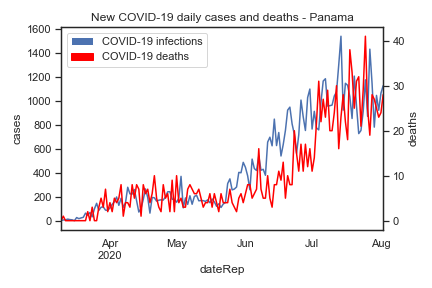 New COVID-19 daily cases and deaths - Panama
COVID-19 infections
COVID-19 deaths
1600
1400
1200
1000
800
600
400
200
0
cases
40
30
20
10
0
deaths
Apr
2020
May
Jun
Jul
Aug
dateRep